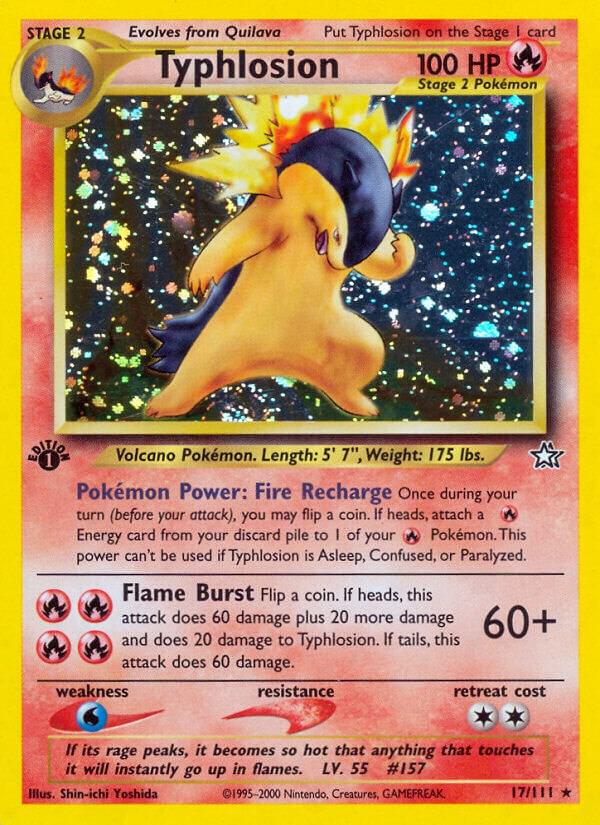 STAGE 2 Evolves from Quilava Put Typhlosion on the Stage 1 card
Typhlosion 100 HP
Stage 2 Pokémon
EDITION
1
Volcano Pokémon. Length: 5' 7", Weight: 175 lbs.
Pokémon Power: Fire Recharge Once during your
turn (before your attack), you may flip a coin. If heads, attach a
Energy card from your discard pile to 1 of your Pokémon. This
power can't be used if Typhlosion is Asleep, Confused, or Paralyzed.
Flame Burst Flip a coin. If heads, this
attack does 60 damage plus 20 more damage
and does 20 damage to Typhlosion. If tails, this
attack does 60 damage.
60+
weakness resistance retreat cost
If its rage peaks, it becomes so hot that anything that touches
it will instantly go up in flames. LV. 55 #157
Illus. Shin-ichi Yoshida ©1995-2000 Nintendo, Creatures, GAMEFREAK. 17/111 ★